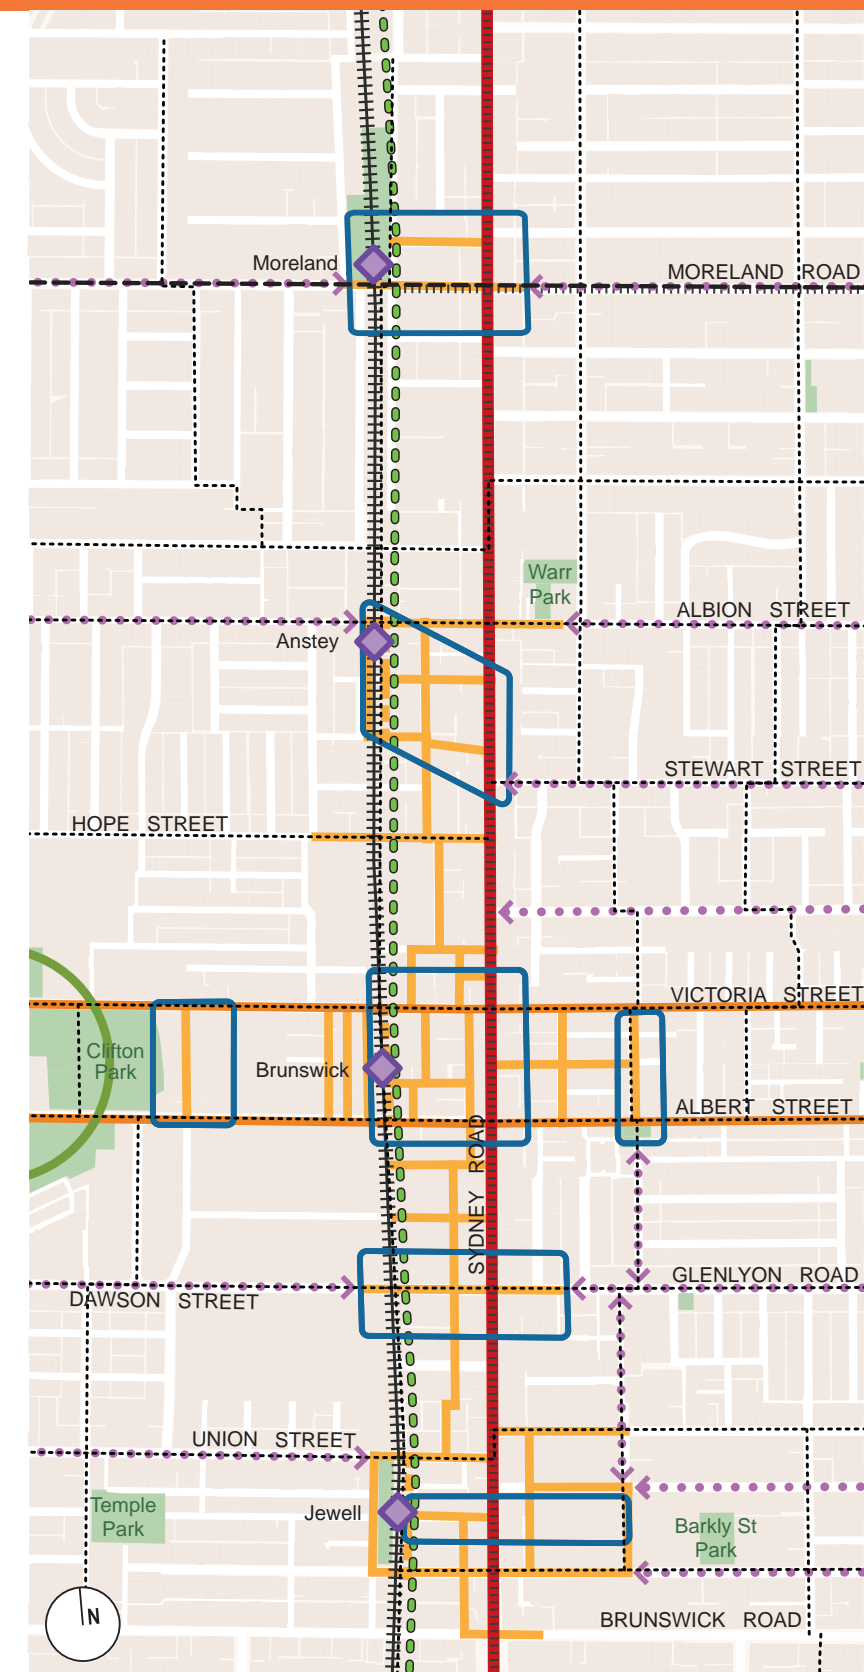 Moreland
MORELAND ROAD
Warr
Park
ALBION STREET
Anstey
STEWART STREET
HOPE STREET
VICTORIA STREET
Clifton
Park
Brunswick
ALBERT STREET
SYDNEY ROAD
GLENLYON ROAD
DAWSON STREET
UNION STREET
Temple
Park
Jewell
Barkly St
Park
N
BRUNSWICK ROAD